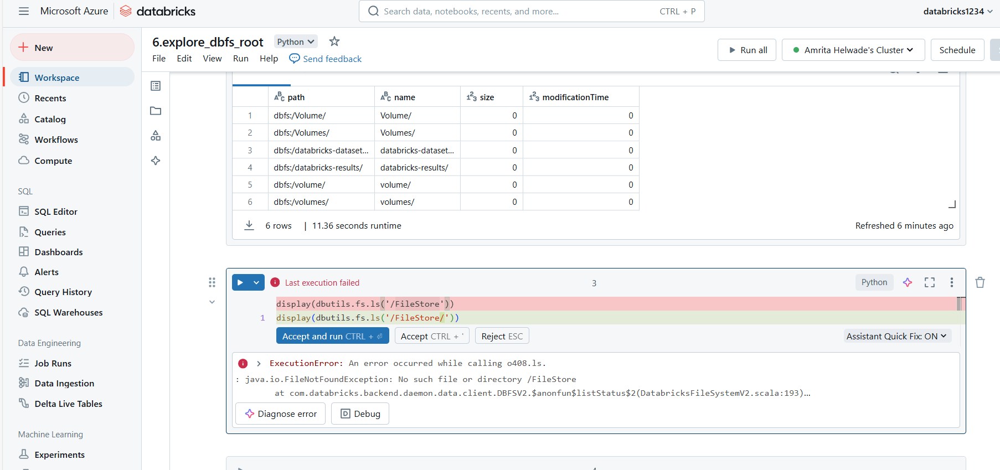 Microsoft Azure databricks
Search data, notebooks, recents, and more... CTRL + P
databricks1234
New
Workspace
Recents
Catalog
Workflows
Compute
SQL
SQL Editor
Queries
Dashboards
Alerts
Query History
SQL Warehouses
Data Engineering
Job Runs
Data Ingestion
Delta Live Tables
Machine Learning
Experiments
6.explore_dbfs_root Python
File Edit View Run Help Send feedback
Run all Amrita Helwade's Cluster Schedule
path name size modificationTime
1 dbfs:/Volume/ Volume/ 0 0
2 dbfs:/Volumes/ Volumes/ 0 0
3 dbfs:/databricks-dataset... databricks-dataset... 0 0
4 dbfs:/databricks-results/ databricks-results/ 0 0
5 dbfs:/volume/ volume/ 0 0
6 dbfs:/volumes/ volumes/ 0 0
6 rows | 11.36 seconds runtime Refreshed 6 minutes ago
Last execution failed 3 Python
display(dbutils.fs.ls('/FileStore'))
1 display(dbutils.fs.ls('/FileStore/'))
Accept and run CTRL + ⏎ Accept CTRL + ' Reject ESC Assistant Quick Fix: ON
ExecutionError: An error occurred while calling o408.ls.
: java.io.FileNotFoundException: No such file or directory /FileStore
at com.databricks.backend.daemon.data.client.DBFSV2.$anonfun$listStatus$2(DatabricksFileSystemV2.scala:193)...
Diagnose error Debug